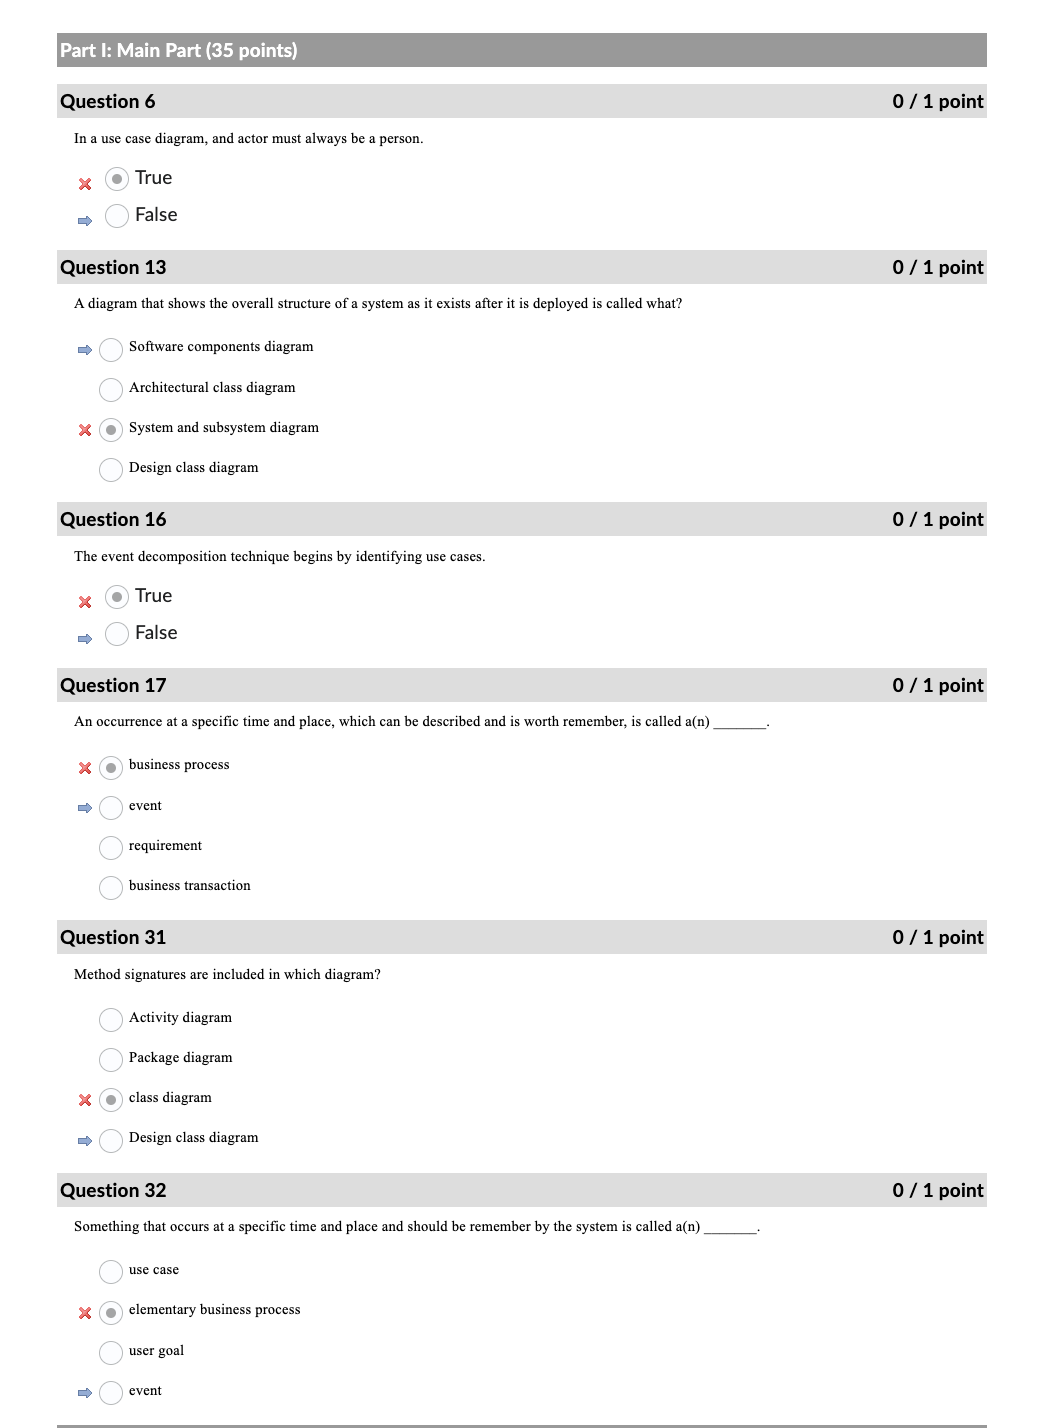 Part I: Main Part (35 points)
Question 6 0 / 1 point
In a use case diagram, and actor must always be a person.
True
False
Question 13 0 / 1 point
A diagram that shows the overall structure of a system as it exists after it is deployed is called what?
Software components diagram
Architectural class diagram
System and subsystem diagram
Design class diagram
Question 16 0 / 1 point
The event decomposition technique begins by identifying use cases.
True
False
Question 17 0 / 1 point
An occurrence at a specific time and place, which can be described and is worth remember, is called a(n) _______.
business process
event
requirement
business transaction
Question 31 0 / 1 point
Method signatures are included in which diagram?
Activity diagram
Package diagram
class diagram
Design class diagram
Question 32 0 / 1 point
Something that occurs at a specific time and place and should be remember by the system is called a(n) _______.
use case
elementary business process
user goal
event